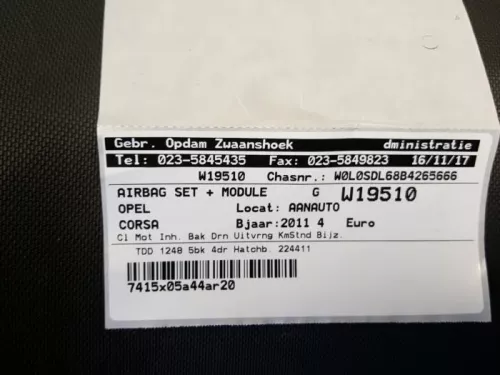 Gebr. Opdam Zwaanshoek dministratie
Tel: 023-5845435 Fax: 023-5849823 16/11/17
W19510 Chasnr.: W0L0SDL68B4265666
AIRBAG SET + MODULE G W19510
OPEL Locat: AANAUTO
CORSA Bjaar:2011 4 Euro
Cl Mot Inh. Bak Drn Uitvrng KmStnd Bijz.
TDD 1248 5bk 4dr Hatchb. 224411
7415x05a44ar20